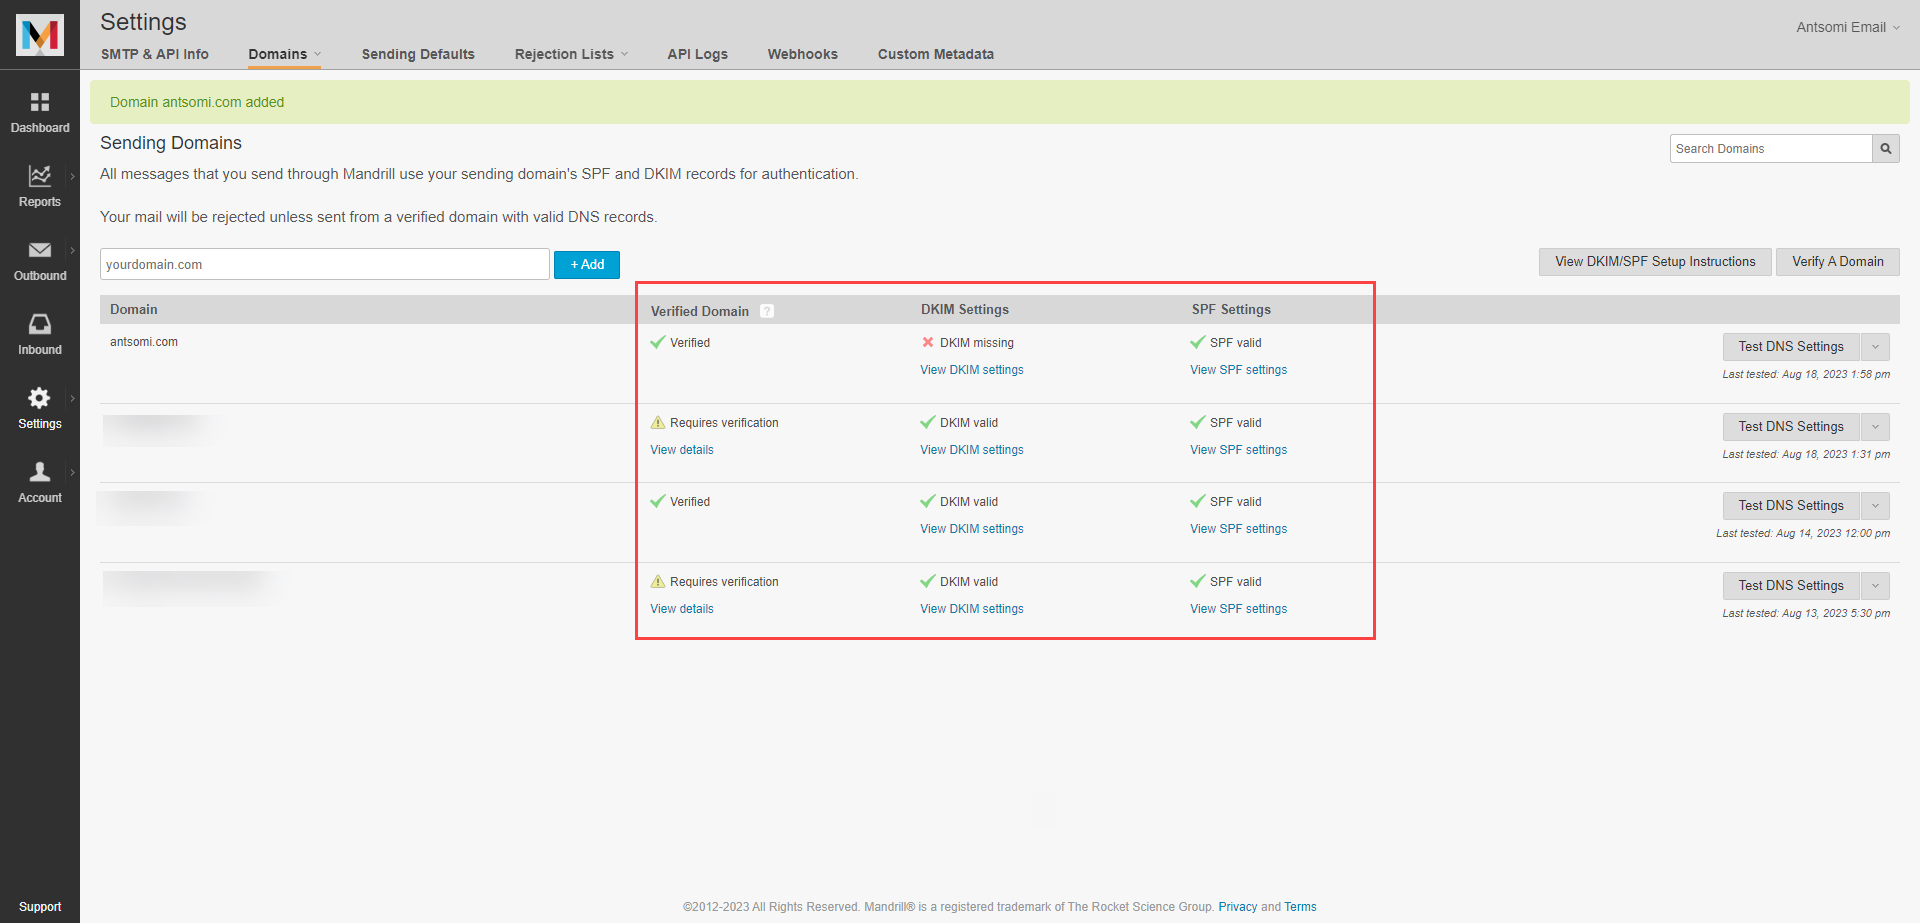 Settings
Antsomi Email
SMTP & API Info Domains Sending Defaults Rejection Lists API Logs Webhooks Custom Metadata
Domain antsomi.com added
Dashboard
Reports
Outbound
Inbound
Settings
Account
Support
Sending Domains
Search Domains
All messages that you send through Mandrill use your sending domain's SPF and DKIM records for authentication.
Your mail will be rejected unless sent from a verified domain with valid DNS records.
yourdomain.com + Add View DKIM/SPF Setup Instructions Verify A Domain
Domain Verified Domain ? DKIM Settings SPF Settings
antsomi.com Verified DKIM missing SPF valid Test DNS Settings
View DKIM settings View SPF settings Last tested: Aug 18, 2023 1:58 pm
Requires verification DKIM valid SPF valid Test DNS Settings
View details View DKIM settings View SPF settings Last tested: Aug 18, 2023 1:31 pm
Verified DKIM valid SPF valid Test DNS Settings
View DKIM settings View SPF settings Last tested: Aug 14, 2023 12:00 pm
Requires verification DKIM valid SPF valid Test DNS Settings
View details View DKIM settings View SPF settings Last tested: Aug 13, 2023 5:30 pm
©2012-2023 All Rights Reserved. Mandrill® is a registered trademark of The Rocket Science Group. Privacy and Terms